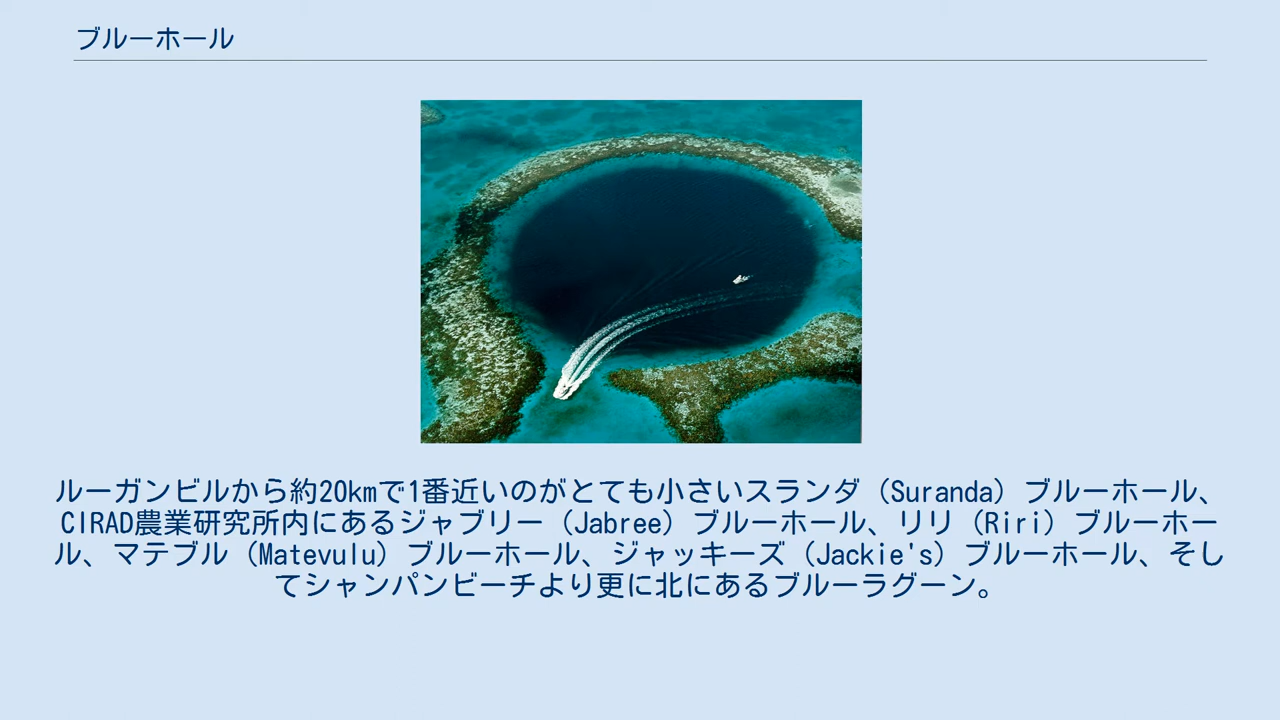 ブルーホール
ルーガンビルから約20kmで1番近いのがとても小さいスランダ（Suranda）ブルーホール、
CIRAD農業研究所内にあるジャブリー（Jabree）ブルーホール、リリ（Riri）ブルーホー
ル、マテブル（Matevulu）ブルーホール、ジャッキーズ（Jackie's）ブルーホール、そし
てシャンパンビーチより更に北にあるブルーラグーン。